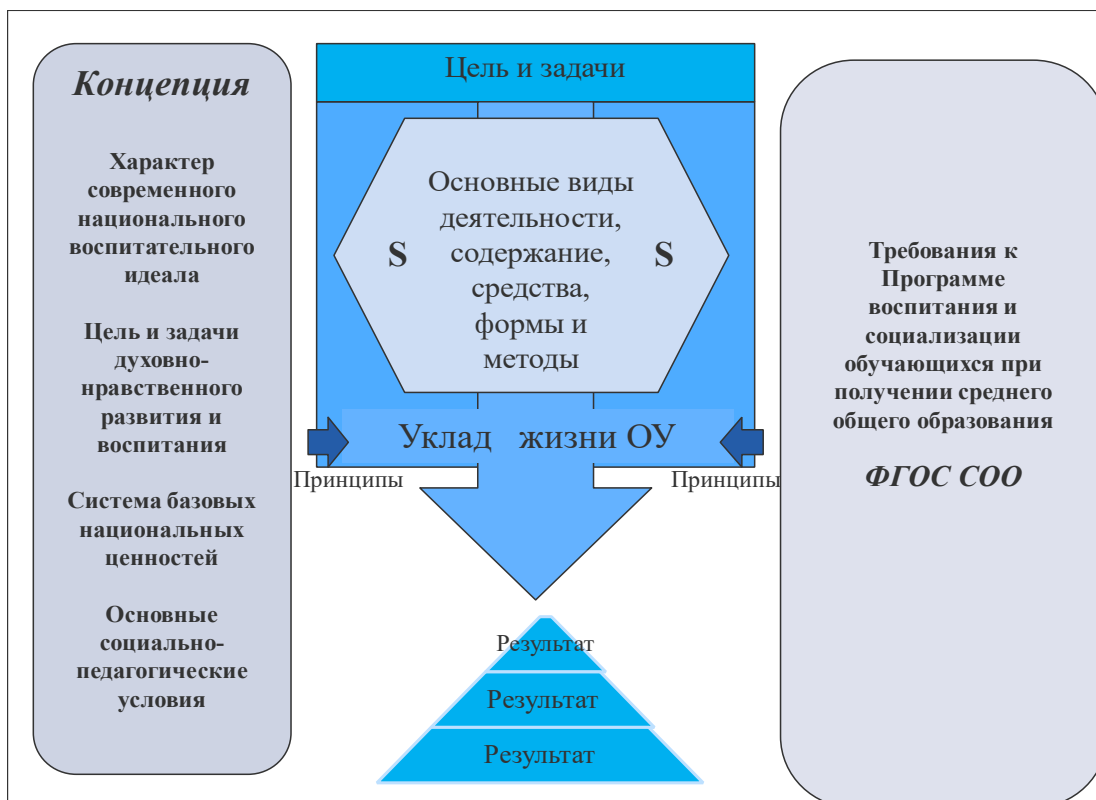 Концепция
Характер
современного
национального
воспитательного
идеала
Цель и задачи
духовно-
нравственного
развития и
воспитания
Система базовых
национальных
ценностей
Основные
социально-
педагогические
условия
Цель и задачи
Основные виды
деятельности,
S содержание, S
средства,
формы и
методы
Уклад жизни ОУ
Принципы Принципы
Результат
Результат
Результат
Требования к
Программе
воспитания и
социализации
обучающихся при
получении среднего
общего образования
ФГОС СОО